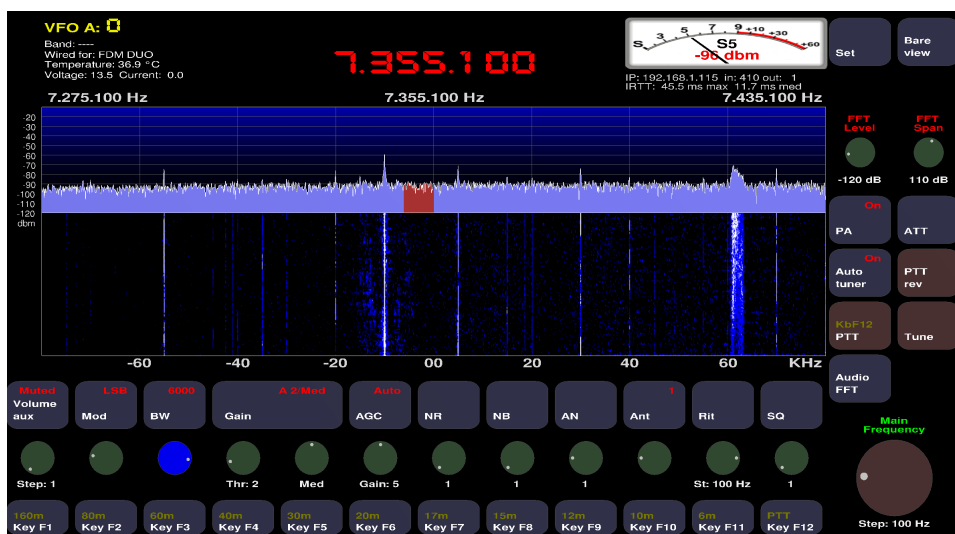 VFO A: 0
Band: ----
Wired for: FDM DUO
Temperature: 36.9 °C
Voltage: 13.5 Current: 0.0
7.355.100
S 3 5 7 9 +10 +30 +60
S5
-96 dbm
IP: 192.168.1.115 in: 410 out: 1
IRTT: 45.5 ms max 11.7 ms med
Set
Bare
view
7.275.100 Hz 7.355.100 Hz 7.435.100 Hz
-20
-30
-40
-50
-60
-70
-80
-90
-100
-110
-120
dbm
FFT
Level
FFT
Span
-120 dB
110 dB
On
PA
ATT
On
Auto
tuner
PTT
rev
KbF12
PTT
Tune
-60 -40 -20 00 20 40 60 KHz
Audio
FFT
Muted
Volume
aux
LSB
Mod
6000
BW
A 2/Med
Gain
Auto
AGC
NR
NB
AN
1
Ant
Rit
SQ
Main
Frequency
Step: 1
Thr: 2
Med
Gain: 5
1
1
1
St: 100 Hz
1
160m
Key F1
80m
Key F2
60m
Key F3
40m
Key F4
30m
Key F5
20m
Key F6
17m
Key F7
15m
Key F8
12m
Key F9
10m
Key F10
6m
Key F11
PTT
Key F12
Step: 100 Hz